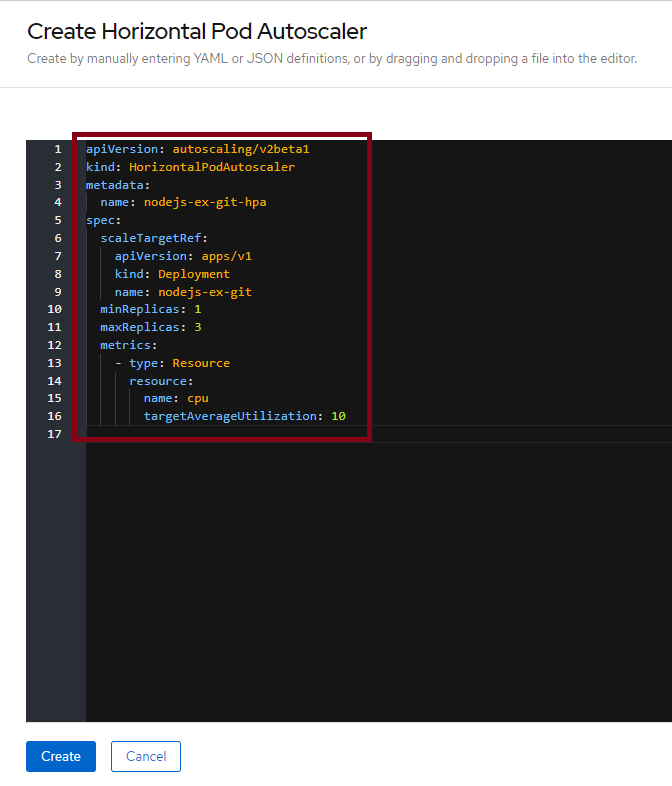 Create Horizontal Pod Autoscaler
Create by manually entering YAML or JSON definitions, or by dragging and dropping a file into the editor.
1 apiVersion: autoscaling/v2beta1
2 kind: HorizontalPodAutoscaler
3 metadata:
4   name: nodejs-ex-git-hpa
5 spec:
6   scaleTargetRef:
7     apiVersion: apps/v1
8     kind: Deployment
9     name: nodejs-ex-git
10   minReplicas: 1
11   maxReplicas: 3
12   metrics:
13     - type: Resource
14       resource:
15         name: cpu
16         targetAverageUtilization: 10
17
Create Cancel